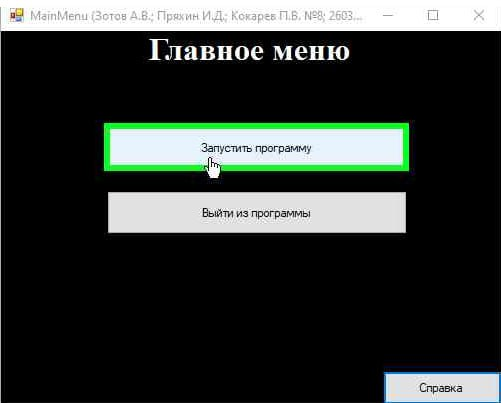 MainMenu (Зотов А.В.; Пряхин И.Д.; Кокарев П.В. №8; 2603...
Главное меню
Запустить программу
Выйти из программы
Справка